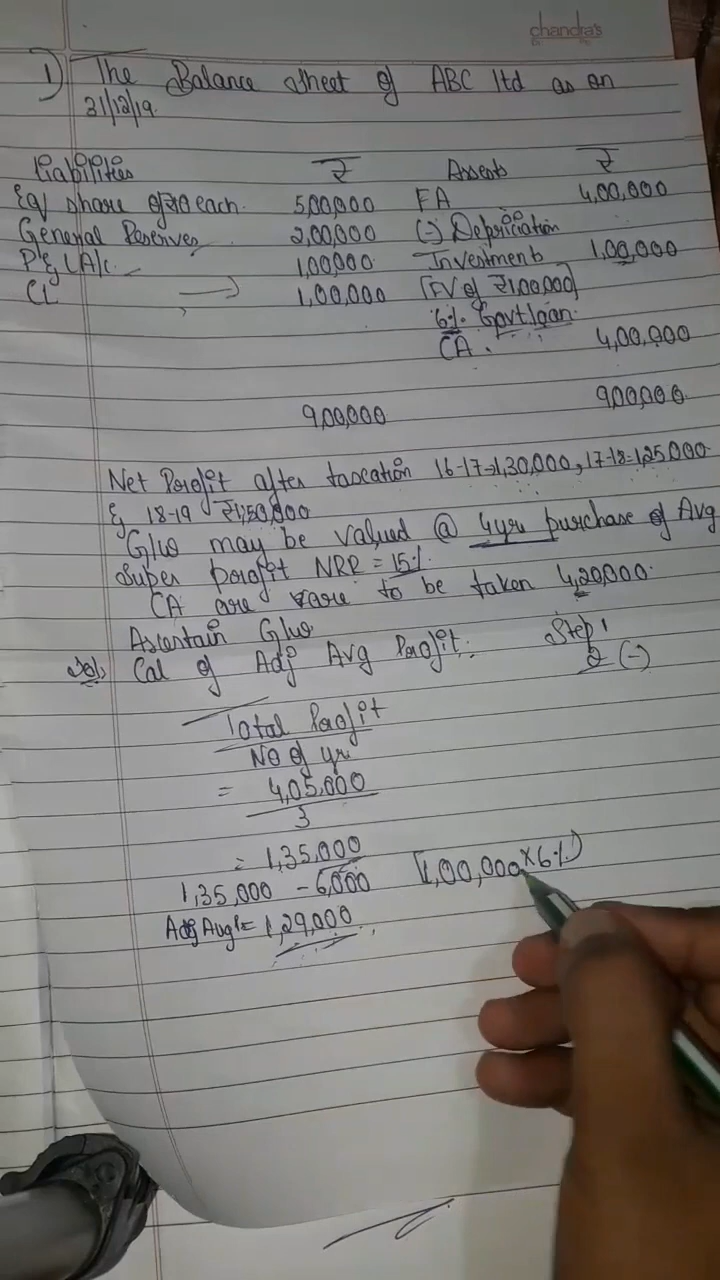 chandra's
1) The Balance sheet of ABC ltd as on
31/12/19.
Liabilities ₹ Assets ₹
Eq share of each. 5,00,000 FA 4,00,000
General Reserves 2,00,000 (-) Depriciation
P & L A/c. 1,00,000 Investment 1,00,000
CL 1,00,000 [FV of ₹1,00,000]
6% Govt loan.
CA. 4,00,000
9,00,000 9,00,000
Net Profit after taxcation 16-17→1,30,000, 17-18=1,25,000
& 18-19 ₹1,50,000
G/w may be valued @ 4yrs purchase of Avg
Super Profit NRR = 15%
CA are to be taken 4,20,000.
Ascertain G/w
Sol. Cal of Adj Avg Profit: Step 1
2 (-)
Total Profit
No of yr
= 4,05,000
3
= 1,35,000
1,35,000 - 6,000 [1,00,000 x 6%]
Adj Avg P= 1,29,000